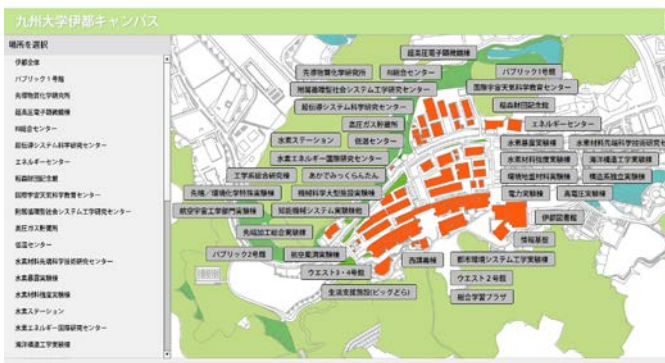 九州大学伊都キャンパス
場所を選択
伊都全体
パブリック1号館
先導物質化学研究所
超高圧電子顕微鏡棟
RI総合センター
超伝導システム科学研究センター
エネルギーセンター
稲森財団記念館
国際宇宙天気科学教育センター
附属循環型社会システム工学研究センター
高圧ガス貯蔵所
低温センター
水素材料先端科学技術研究センター
水素暴露実験棟
水素材料強度実験棟
水素ステーション
水素エネルギー国際研究センター
海洋構造工学実験棟
超高圧電子顕微鏡棟
先導物質化学研究所
RI総合センター
パブリック1号館
附属循環型社会システム工学研究センター
国際宇宙天気科学教育センター
超伝導システム科学研究センター
稲森財団記念館
高圧ガス貯蔵所
エネルギーセンター
水素ステーション
低温センター
水素暴露実験棟
水素材料先端科学技術研究セ
水素エネルギー国際研究センター
水素材料強度実験棟
海洋構造工学実験棟
工学系総合研究棟
あかでみっくらんたん
環境地盤材料実験棟
構造系独立実験棟
機械科学大型施設実験棟
電力実験棟
高電圧実験棟
航空宇宙工学部門実験棟
知能機械システム実験棟他
伊都図書館
先端加工総合実験棟
情報基盤
パブリック2号館
航空風洞実験棟
西講義棟
都市環境システム工学実験棟
ウエスト3・4号館
ウエスト2号館
生活支援施設(ビッグどら)
総合学習プラザ